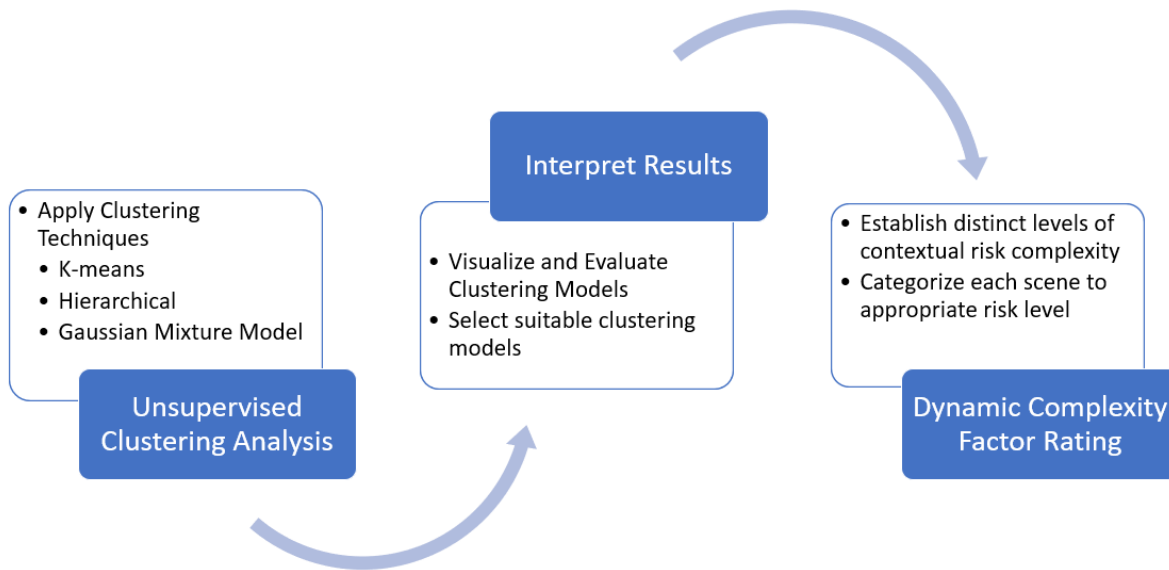 • Apply Clustering
Techniques
• K-means
• Hierarchical
• Gaussian Mixture Model
Unsupervised
Clustering Analysis
Interpret Results
• Visualize and Evaluate
Clustering Models
• Select suitable clustering
models
• Establish distinct levels of
contextual risk complexity
• Categorize each scene to
appropriate risk level
Dynamic Complexity
Factor Rating